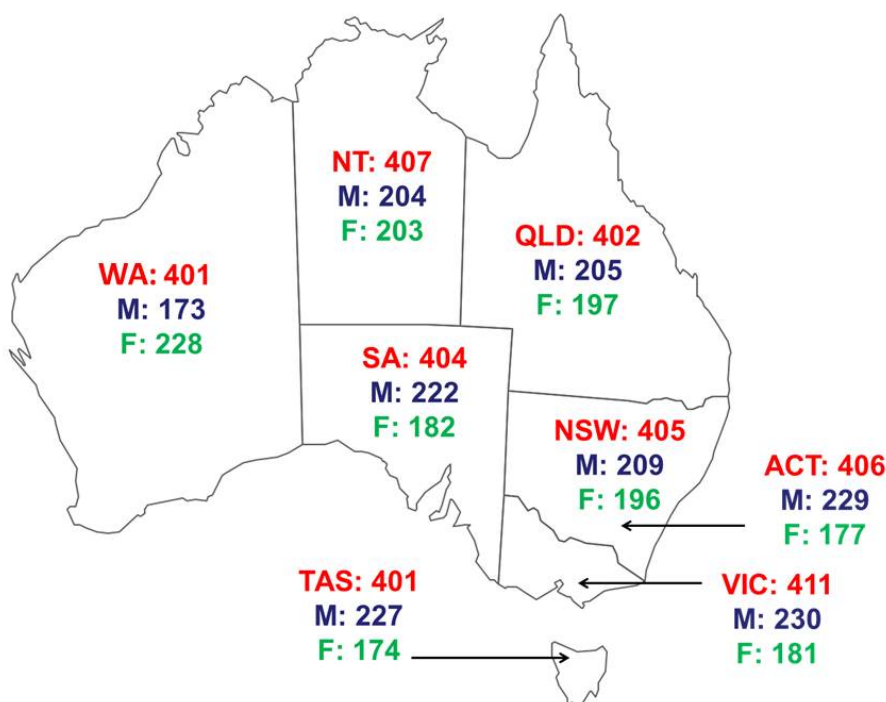 NT: 407
M: 204
F: 203
QLD: 402
M: 205
F: 197
WA: 401
M: 173
F: 228
SA: 404
M: 222
F: 182
NSW: 405
M: 209
F: 196
ACT: 406
M: 229
F: 177
TAS: 401
M: 227
F: 174
VIC: 411
M: 230
F: 181